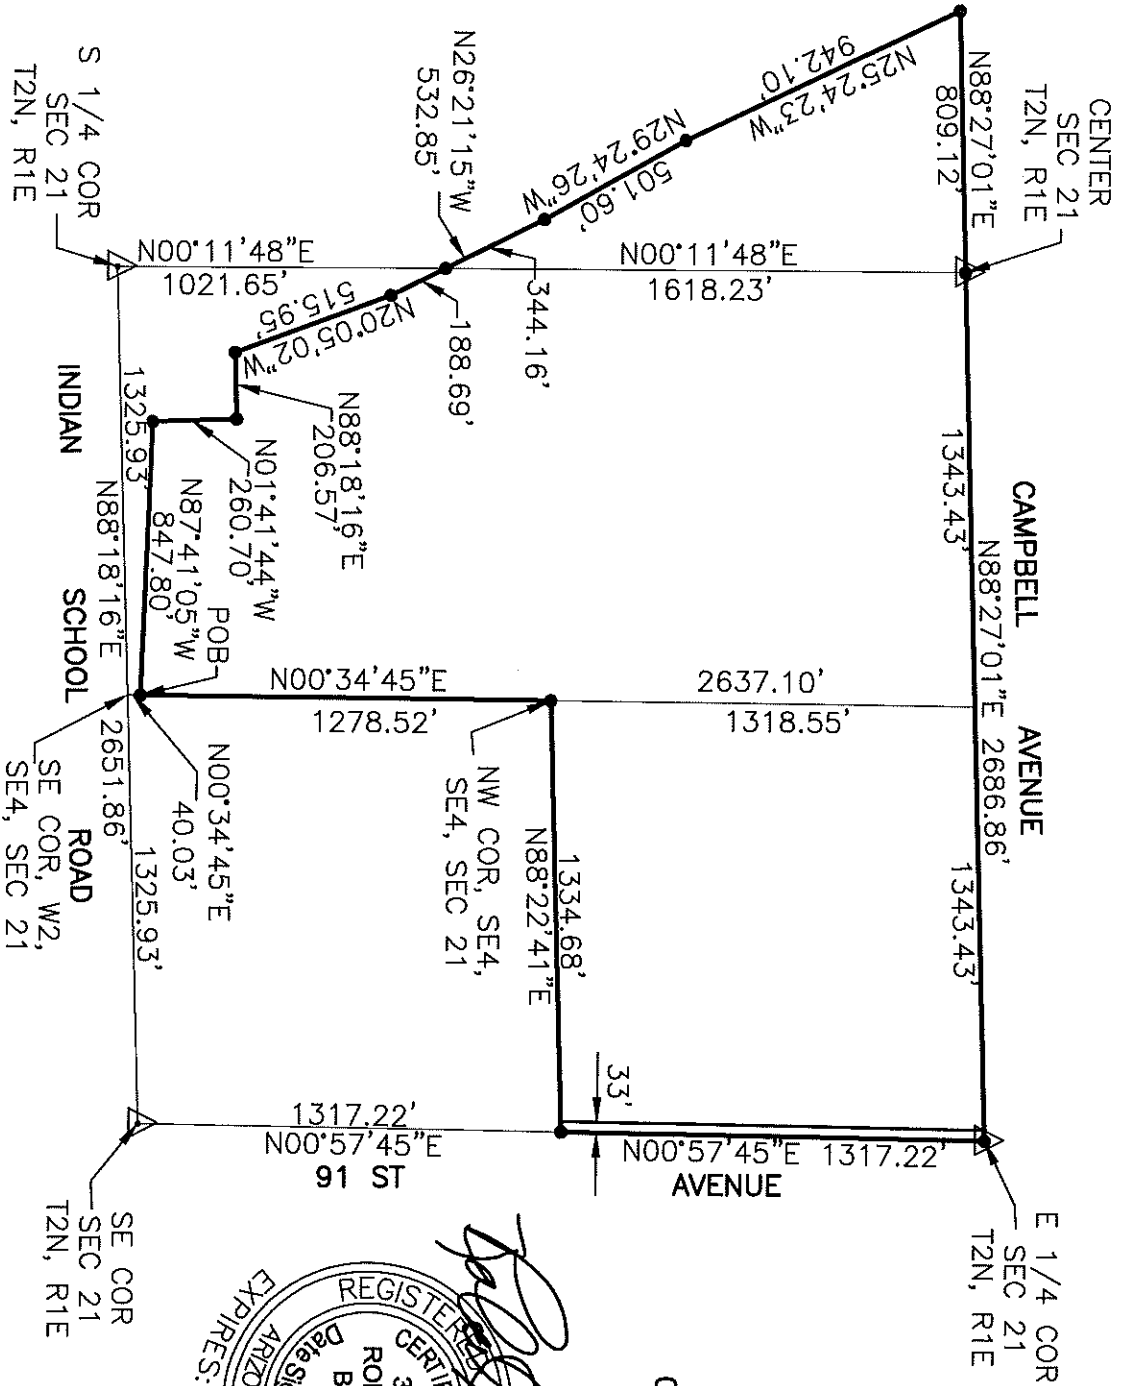 CENTER
SEC 21
T2N, R1E
N88°27'01"E
809.12'
CAMPBELL AVENUE
N88°27'01"E 2686.86'
1343.43'
1343.43'
E 1/4 COR
SEC 21
T2N, R1E
N25°24'23"W
942.10'
N29°24'26"W
501.60'
N26°21'15"W
532.85'
344.16'
188.69'
N00°11'48"E
1618.23'
N00°11'48"E
1021.65'
N20°05'02"W
515.95'
N88°18'16"E
206.57'
N01°41'44"W
260.70'
N87°41'05"W
847.80'
POB
N00°34'45"E
1278.52'
2637.10'
1318.55'
NW COR, SE4,
SE4, SEC 21
1334.68'
N88°22'41"E
33'
N00°57'45"E 1317.22'
1317.22'
N00°57'45"E
91 ST AVENUE
N00°34'45"E
40.03'
S 1/4 COR
SEC 21
T2N, R1E
1325.93'
N88°18'16"E 2651.86'
1325.93'
INDIAN SCHOOL ROAD
SE COR, W2,
SE4, SEC 21
SE COR
SEC 21
T2N, R1E
REGISTERED
EXPIRES: